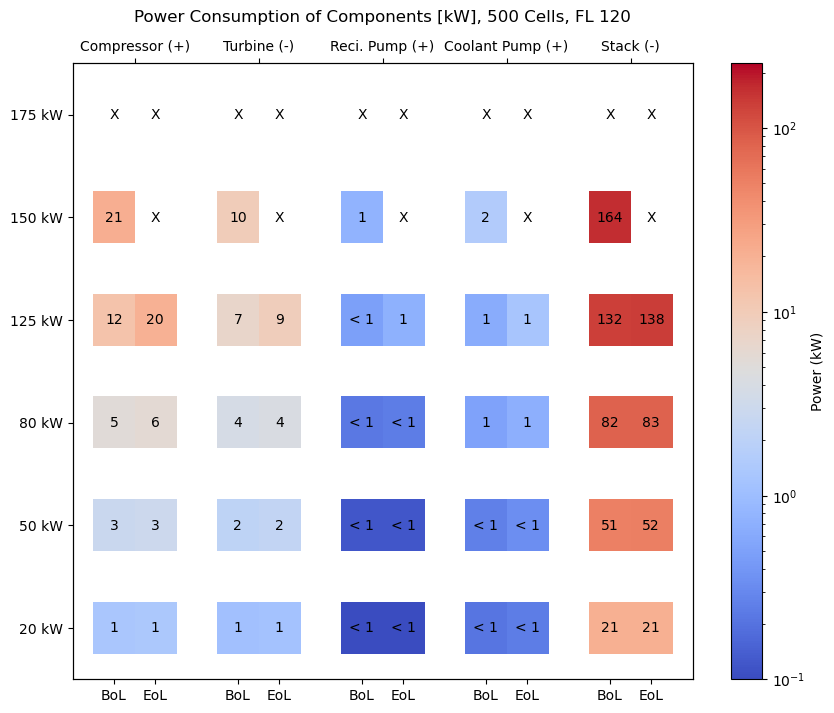 Power Consumption of Components [kW], 500 Cells, FL 120
Compressor (+) Turbine (-) Reci. Pump (+) Coolant Pump (+) Stack (-)
175 kW X X X X X X X X X X
150 kW 21 X 10 X 1 X 2 X 164 X
125 kW 12 20 7 9 < 1 1 1 1 132 138
80 kW 5 6 4 4 < 1 < 1 1 1 82 83
50 kW 3 3 2 2 < 1 < 1 < 1 < 1 51 52
20 kW 1 1 1 1 < 1 < 1 < 1 < 1 21 21
BoL EoL BoL EoL BoL EoL BoL EoL BoL EoL
10²
10¹
10⁰
10⁻¹
Power (kW)